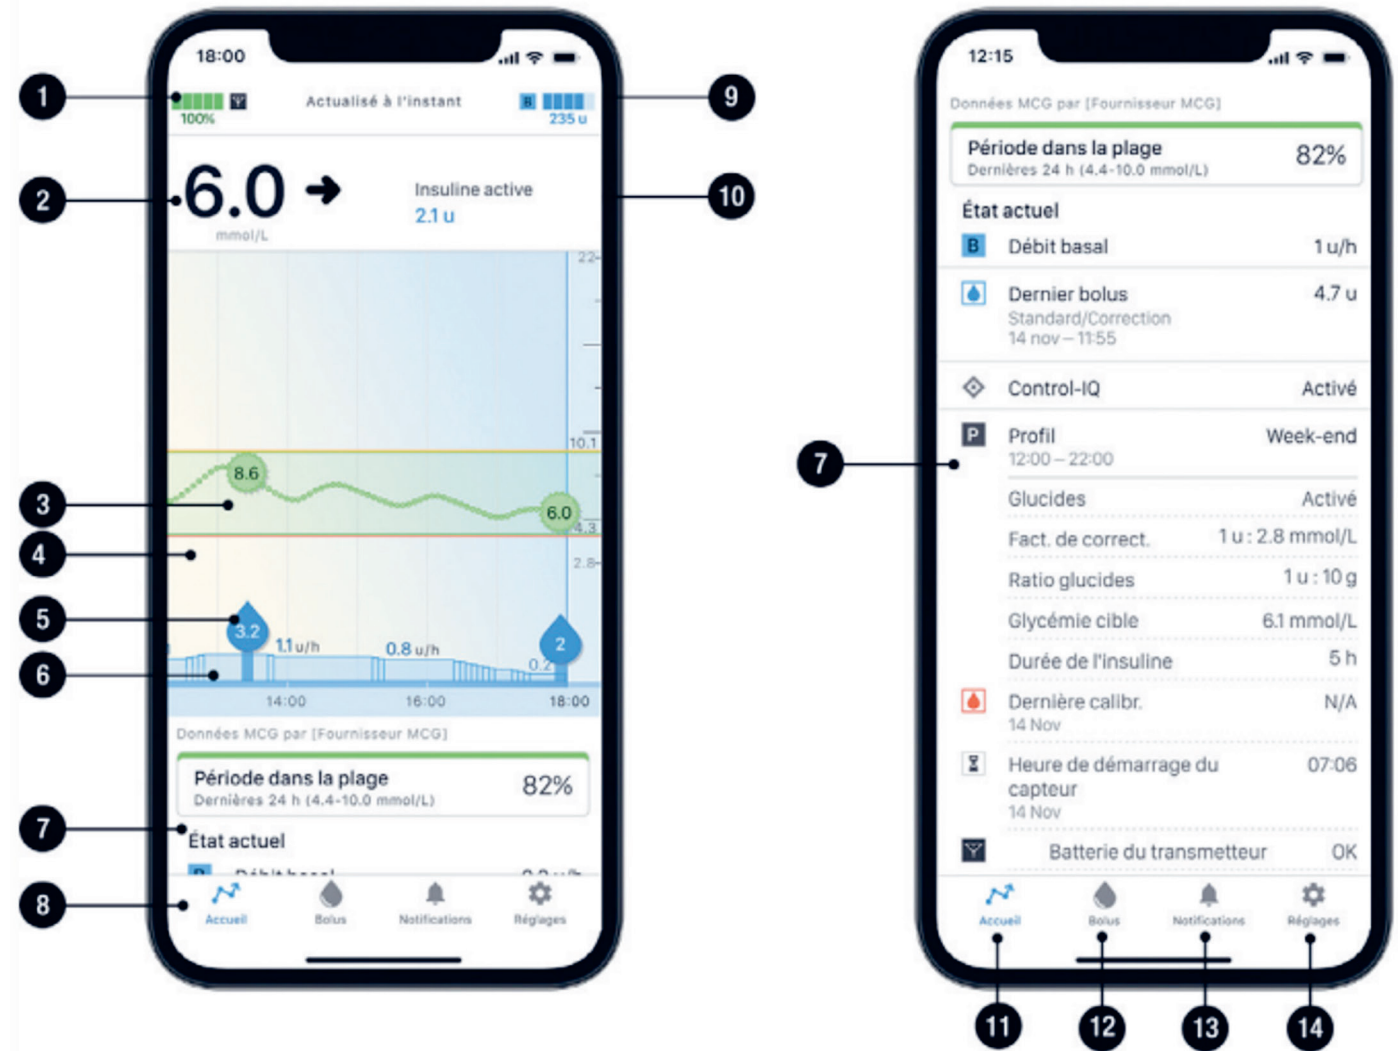 18:00
1
100%
Actualisé à l'instant
B
235 u
9
2
6.0
mmol/L
Insuline active
2.1 u
10
22
10.1
8.6
3
6.0
4.3
4
2.8
5
3.2
2
1.1 u/h
0.8 u/h
0.2
6
14:00
16:00
18:00
Données MCG par [Fournisseur MCG]
Période dans la plage
82%
Dernières 24 h (4.4-10.0 mmol/L)
7
État actuel
8
Accueil
Bolus
Notifications
Réglages
12:15
Données MCG par [Fournisseur MCG]
Période dans la plage
82%
Dernières 24 h (4.4-10.0 mmol/L)
État actuel
B
Débit basal
1 u/h
Dernier bolus
4.7 u
Standard/Correction
14 nov – 11:55
Control-IQ
Activé
P
Profil
Week-end
12:00 – 22:00
7
Glucides
Activé
Fact. de correct.
1 u : 2.8 mmol/L
Ratio glucides
1 u : 10 g
Glycémie cible
6.1 mmol/L
Durée de l'insuline
5 h
Dernière calibr.
N/A
14 Nov
Heure de démarrage du
07:06
capteur
14 Nov
Batterie du transmetteur
OK
Accueil
Bolus
Notifications
Réglages
11
12
13
14